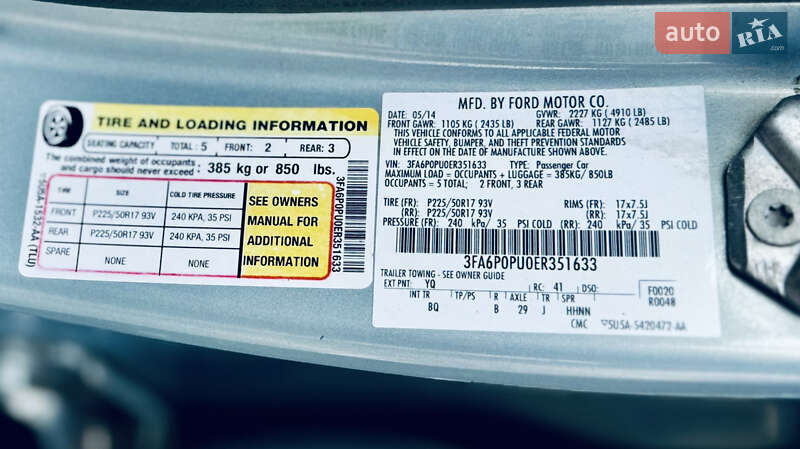 auto RIA.com
TIRE AND LOADING INFORMATION
SEATING CAPACITY TOTAL: 5 FRONT: 2 REAR: 3
The combined weight of occupants and cargo should never exceed: 385 kg or 850 lbs.
TIRE SIZE COLD TIRE PRESSURE
FRONT P225/50R17 93V 240 KPA, 35 PSI
REAR P225/50R17 93V 240 KPA, 35 PSI
SPARE NONE NONE
SEE OWNERS
MANUAL FOR
ADDITIONAL
INFORMATION
3FA6P0PU0ER351633
MFD. BY FORD MOTOR CO.
DATE: 05/14 GVWR: 2227 KG ( 4910 LB)
FRONT GAWR: 1105 KG ( 2435 LB) REAR GAWR: 1127 KG ( 2485 LB)
THIS VEHICLE CONFORMS TO ALL APPLICABLE FEDERAL MOTOR
VEHICLE SAFETY, BUMPER, AND THEFT PREVENTION STANDARDS
IN EFFECT ON THE DATE OF MANUFACTURE SHOWN ABOVE.
VIN: 3FA6P0PU0ER351633 TYPE: Passenger Car
MAXIMUM LOAD = OCCUPANTS + LUGGAGE = 385KG/ 850LB
OCCUPANTS = 5 TOTAL; 2 FRONT, 3 REAR
TIRE (FR): P225/50R17 93V RIMS (FR): 17x7.5J
(RR): P225/50R17 93V (RR): 17x7.5J
PRESSURE (FR): 240 kPa/ 35 PSI COLD (RR): 240 kPa/ 35 PSI COLD
3FA6P0PU0ER351633
TRAILER TOWING - SEE OWNER GUIDE
EXT PNT: YQ RC: 41 DSO: F0020
R0048
INT TR TP/PS R AXLE TR SPR
BQ B 29 J HHNN
CMC